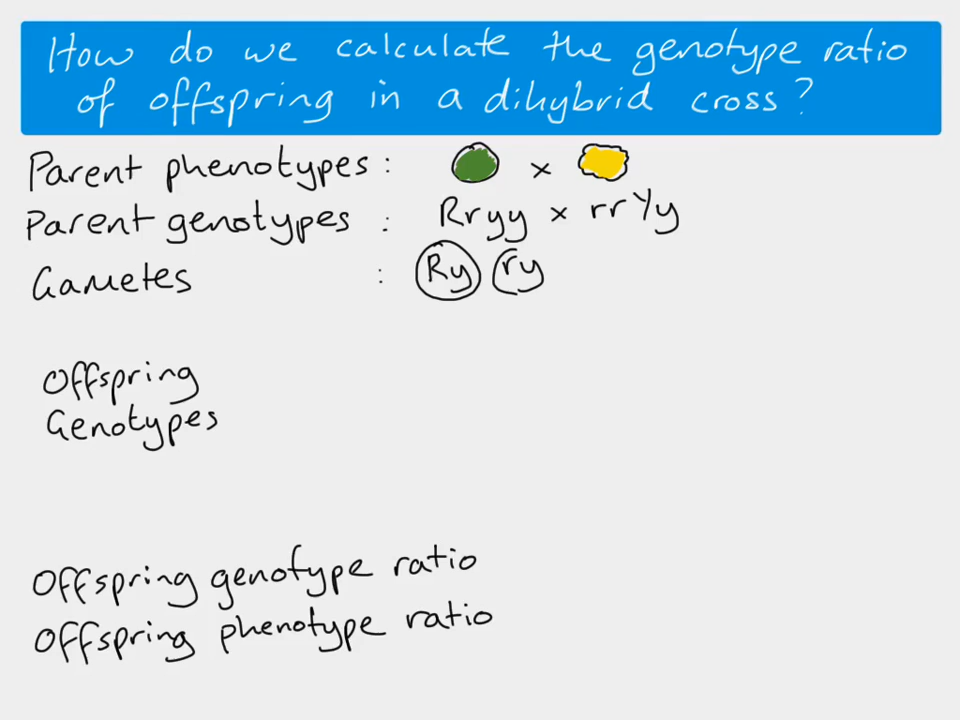 How do we calculate the genotype ratio
of offspring in a dihybrid cross?
Parent phenotypes : ×
Parent genotypes : Rryy × rrYy
Gametes : Ry ry
Offspring
Genotypes
Offspring genotype ratio
Offspring phenotype ratio